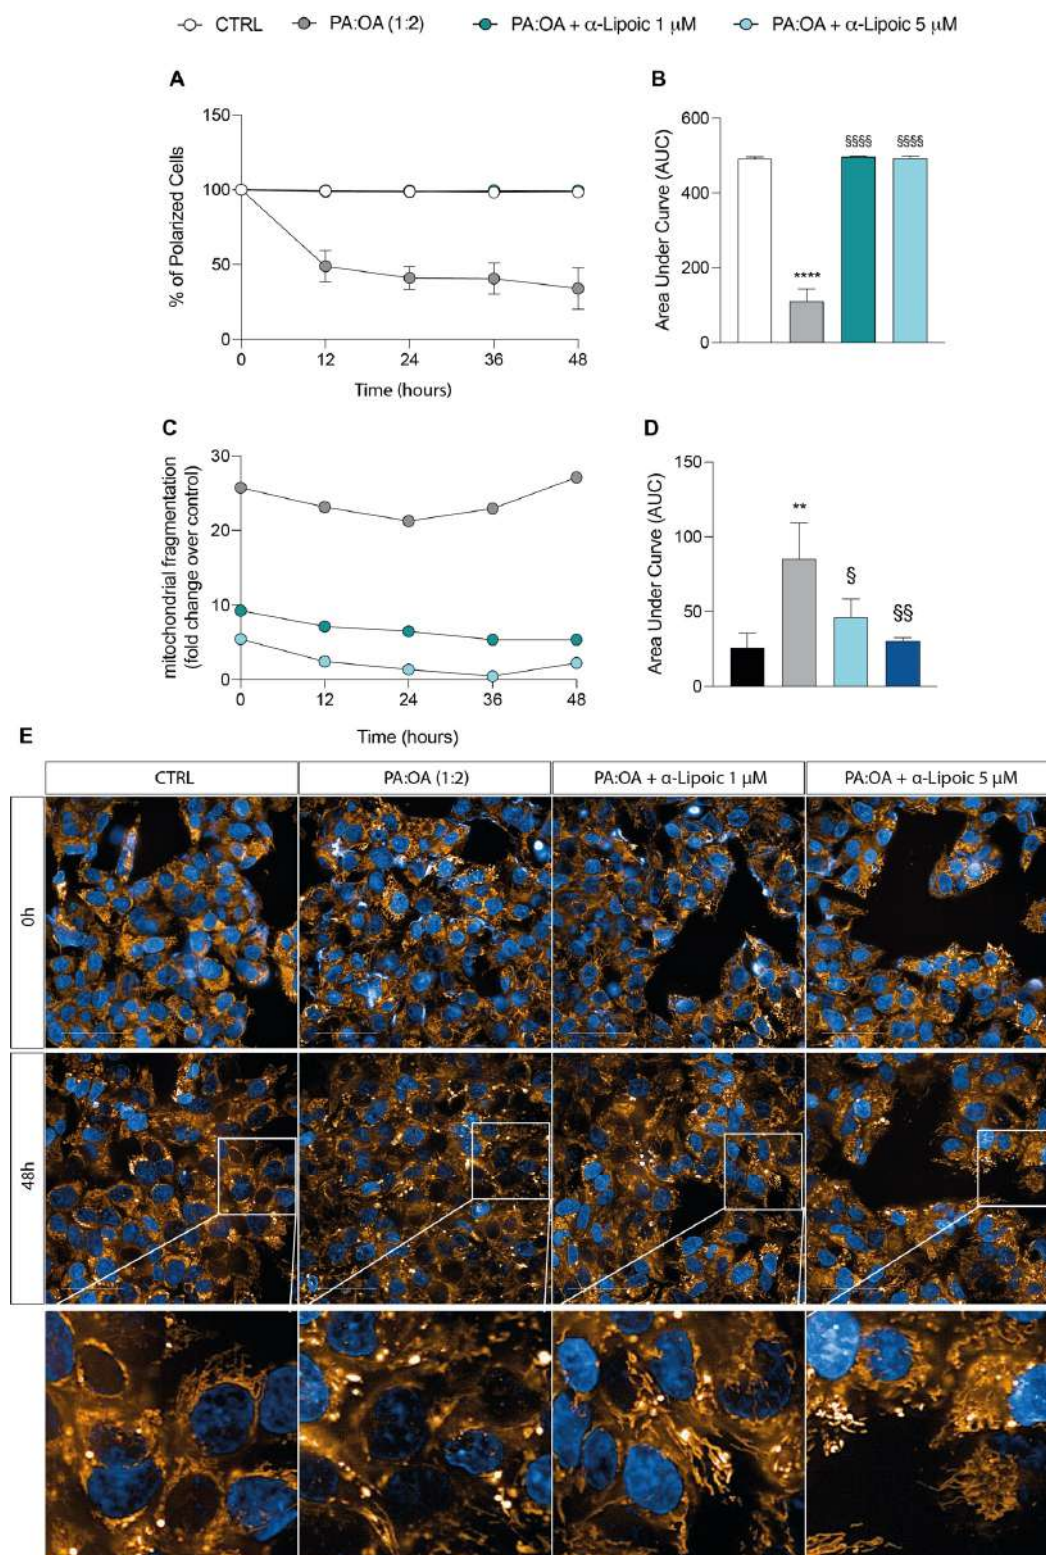 CTRL PA:OA (1:2) PA:OA + α-Lipoic 1 μM PA:OA + α-Lipoic 5 μM
A
B
150
100
50
0
% of Polarized Cells
0 12 24 36 48
Time (hours)
600
400
200
0
Area Under Curve (AUC)
****
§§§§
§§§§
C
D
30
20
10
0
mitochondrial fragmentation
(fold change over control)
0 12 24 36 48
Time (hours)
150
100
50
0
Area Under Curve (AUC)
**
§
§§
E
CTRL PA:OA (1:2) PA:OA + α-Lipoic 1 μM PA:OA + α-Lipoic 5 μM
0h
48h